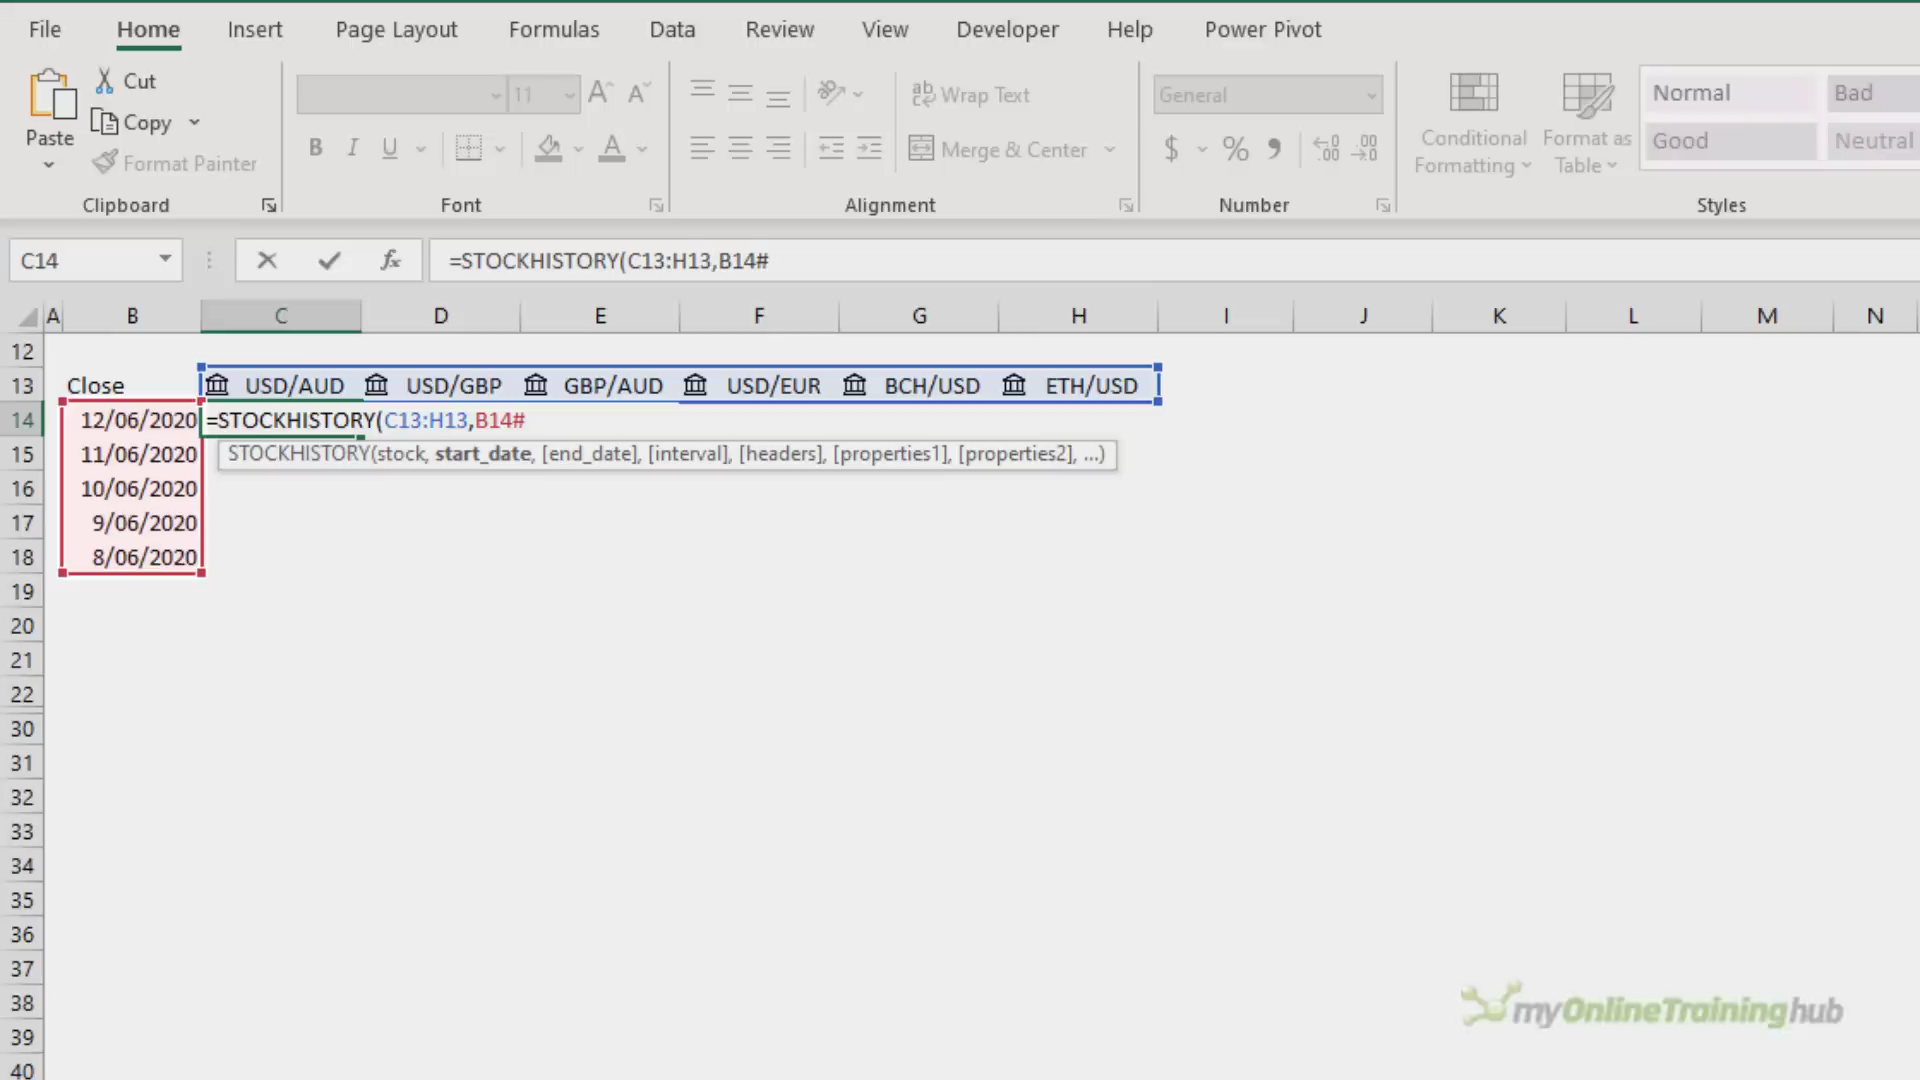 File Home Insert Page Layout Formulas Data Review View Developer Help Power Pivot
Cut
Copy
Paste
Format Painter
Clipboard
11
B I U
Font
Wrap Text
Merge & Center
Alignment
General
$ % 9
Number
Conditional Formatting
Format as Table
Normal Bad
Good Neutral
Styles
C14 fx =STOCKHISTORY(C13:H13,B14#
A B C D E F G H I J K L M N
12
13 Close USD/AUD USD/GBP GBP/AUD USD/EUR BCH/USD ETH/USD
14 12/06/2020 =STOCKHISTORY(C13:H13,B14#
15 11/06/2020 STOCKHISTORY(stock, start_date, [end_date], [interval], [headers], [properties1], [properties2], ...)
16 10/06/2020
17 9/06/2020
18 8/06/2020
19
20
21
22
30
31
32
33
34
35
36
37
38
39
40
myOnlineTraininghub